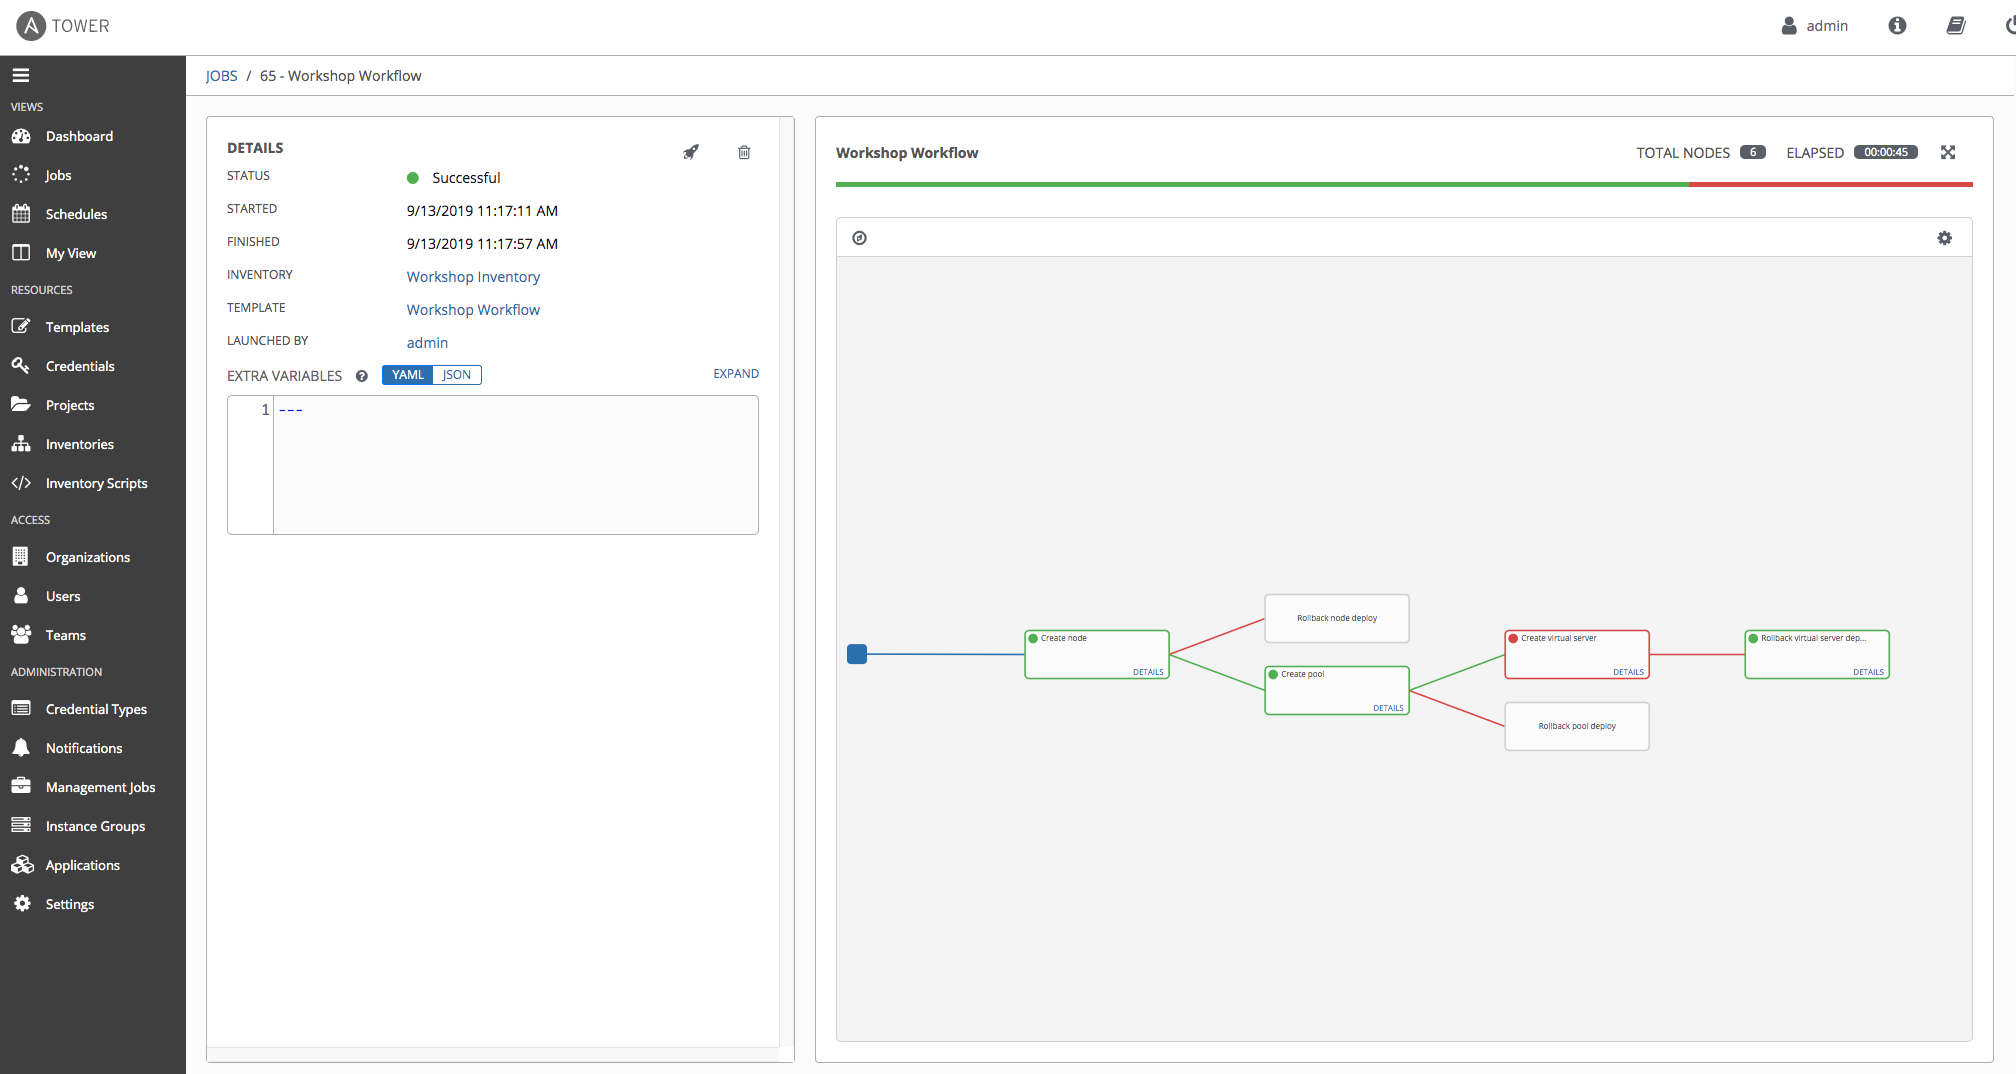 A TOWER
admin
VIEWS
Dashboard
Jobs
Schedules
My View
RESOURCES
Templates
Credentials
Projects
Inventories
Inventory Scripts
ACCESS
Organizations
Users
Teams
ADMINISTRATION
Credential Types
Notifications
Management Jobs
Instance Groups
Applications
Settings
JOBS / 65 - Workshop Workflow
DETAILS
STATUS Successful
STARTED 9/13/2019 11:17:11 AM
FINISHED 9/13/2019 11:17:57 AM
INVENTORY Workshop Inventory
TEMPLATE Workshop Workflow
LAUNCHED BY admin
EXTRA VARIABLES ? YAML JSON EXPAND
1 ---
Workshop Workflow TOTAL NODES 6 ELAPSED 00:00:45
Create node
DETAILS
Rollback node deploy
Create pool
DETAILS
Create virtual server
DETAILS
Rollback pool deploy
Rollback virtual server dep...
DETAILS